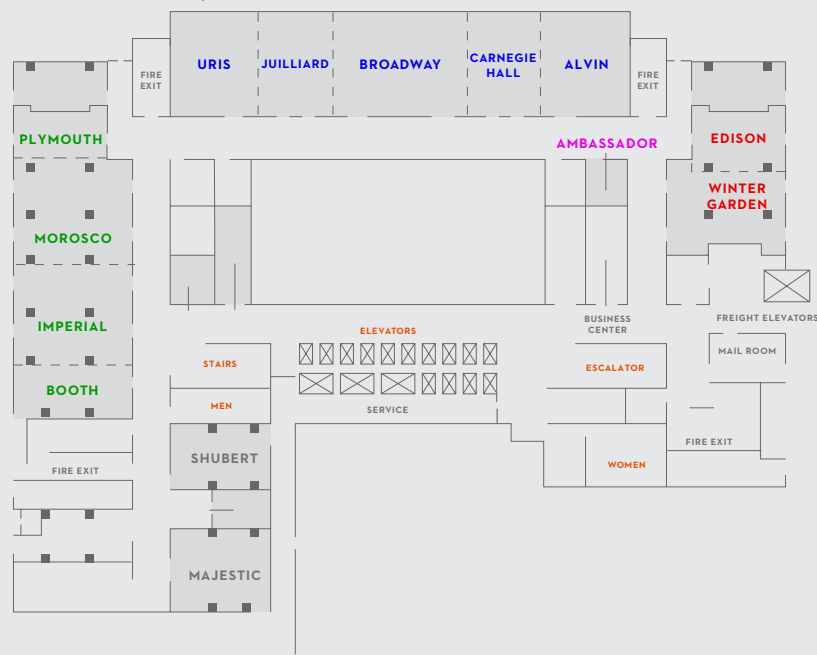 URIS
JUILLIARD
BROADWAY
CARNEGIE
HALL
ALVIN
FIRE
EXIT
FIRE
EXIT
PLYMOUTH
AMBASSADOR
EDISON
WINTER
GARDEN
MOROSCO
IMPERIAL
BOOTH
ELEVATORS
BUSINESS
CENTER
FREIGHT ELEVATORS
MAIL ROOM
STAIRS
ESCALATOR
MEN
SERVICE
SHUBERT
FIRE EXIT
WOMEN
FIRE EXIT
MAJESTIC